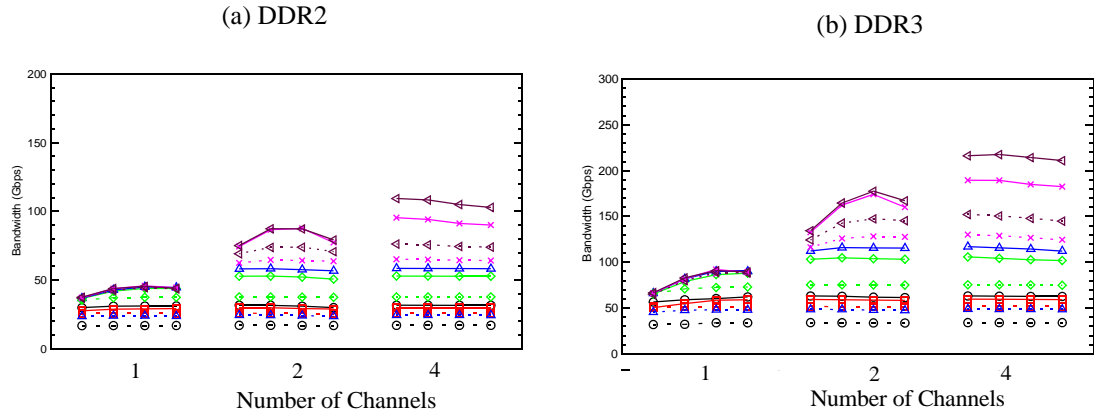 (a) DDR2
200
150
100
50
0
Bandwidth (Gbps)
1 2 4
Number of Channels
(b) DDR3
300
250
200
150
100
50
0
Bandwidth (Gbps)
1 2 4
Number of Channels